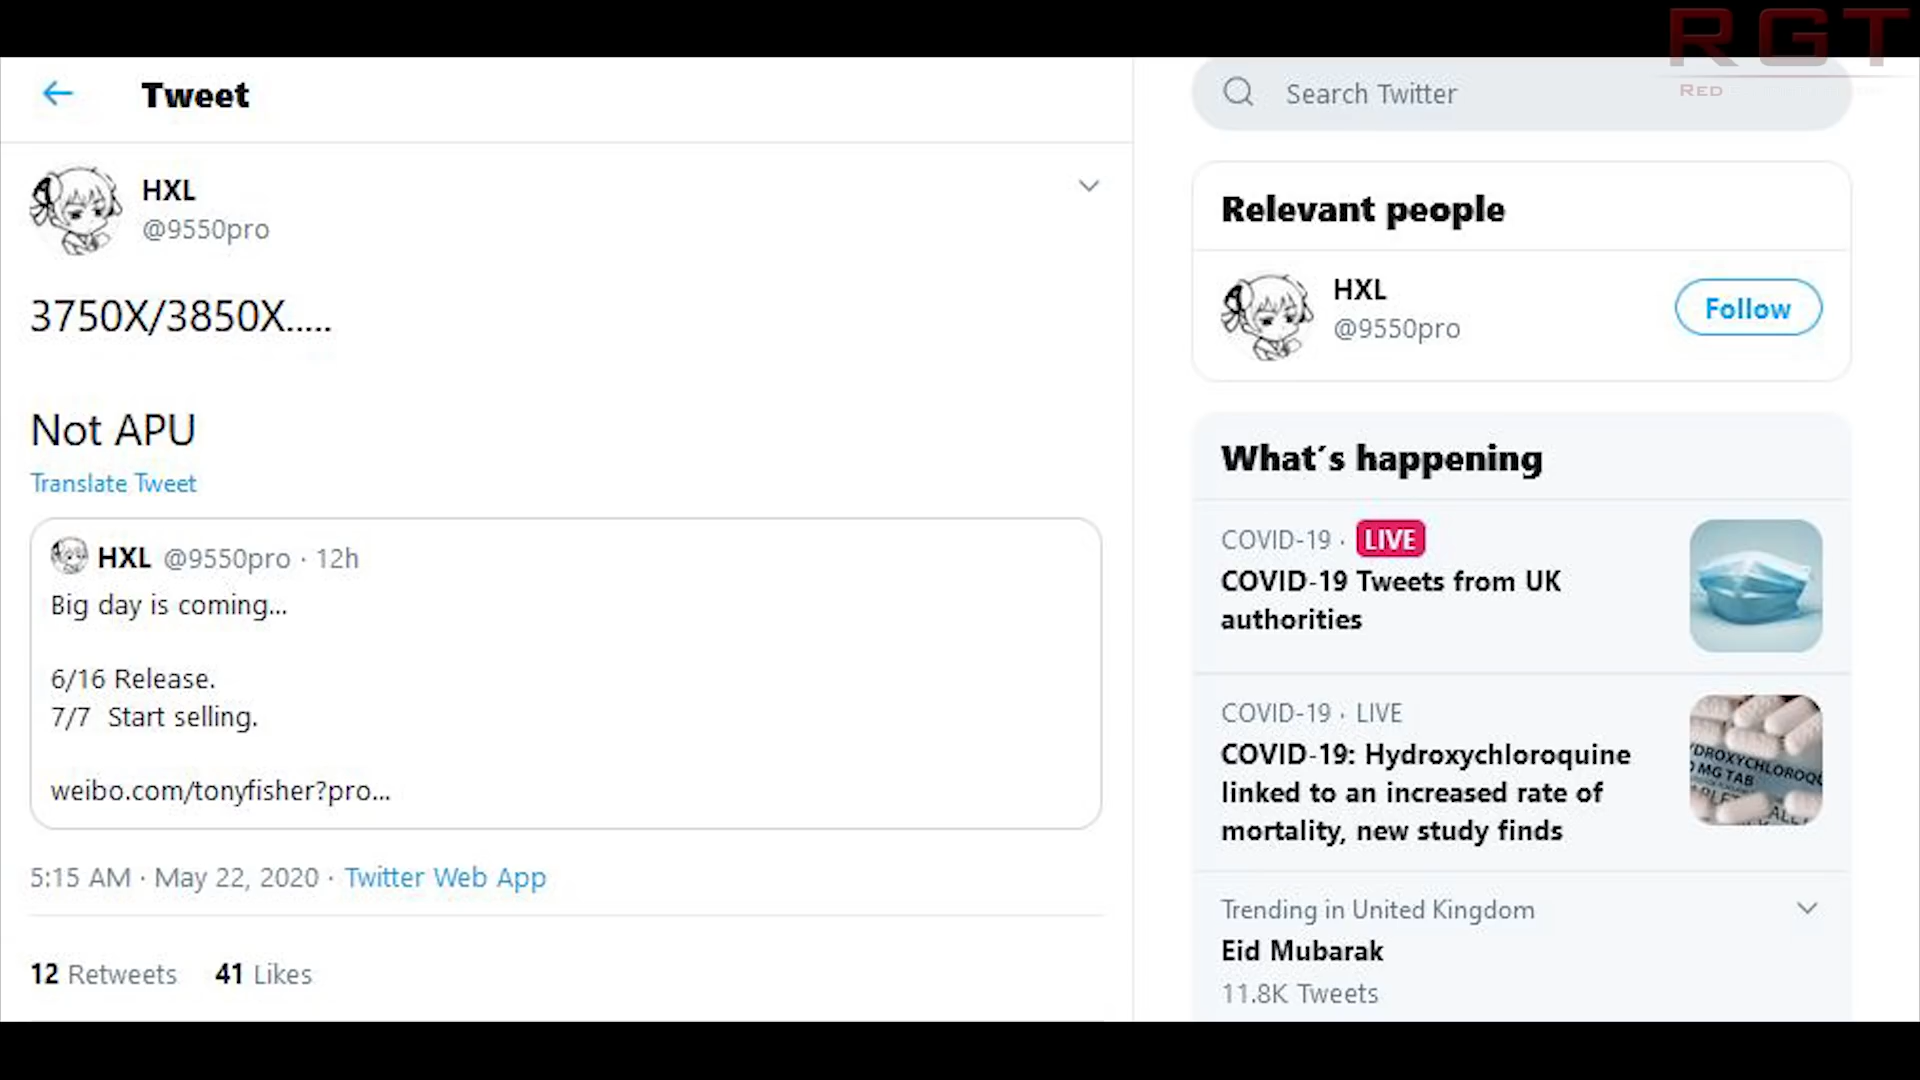 RGT
RED
Tweet
Search Twitter
HXL
@9550pro
3750X/3850X.....
Not APU
Translate Tweet
HXL @9550pro · 12h
Big day is coming...
6/16 Release.
7/7 Start selling.
weibo.com/tonyfisher?pro...
5:15 AM · May 22, 2020 · Twitter Web App
12 Retweets 41 Likes
Relevant people
HXL
@9550pro
Follow
What´s happening
COVID-19 · LIVE
COVID-19 Tweets from UK
authorities
COVID-19 · LIVE
COVID-19: Hydroxychloroquine
linked to an increased rate of
mortality, new study finds
Trending in United Kingdom
Eid Mubarak
11.8K Tweets